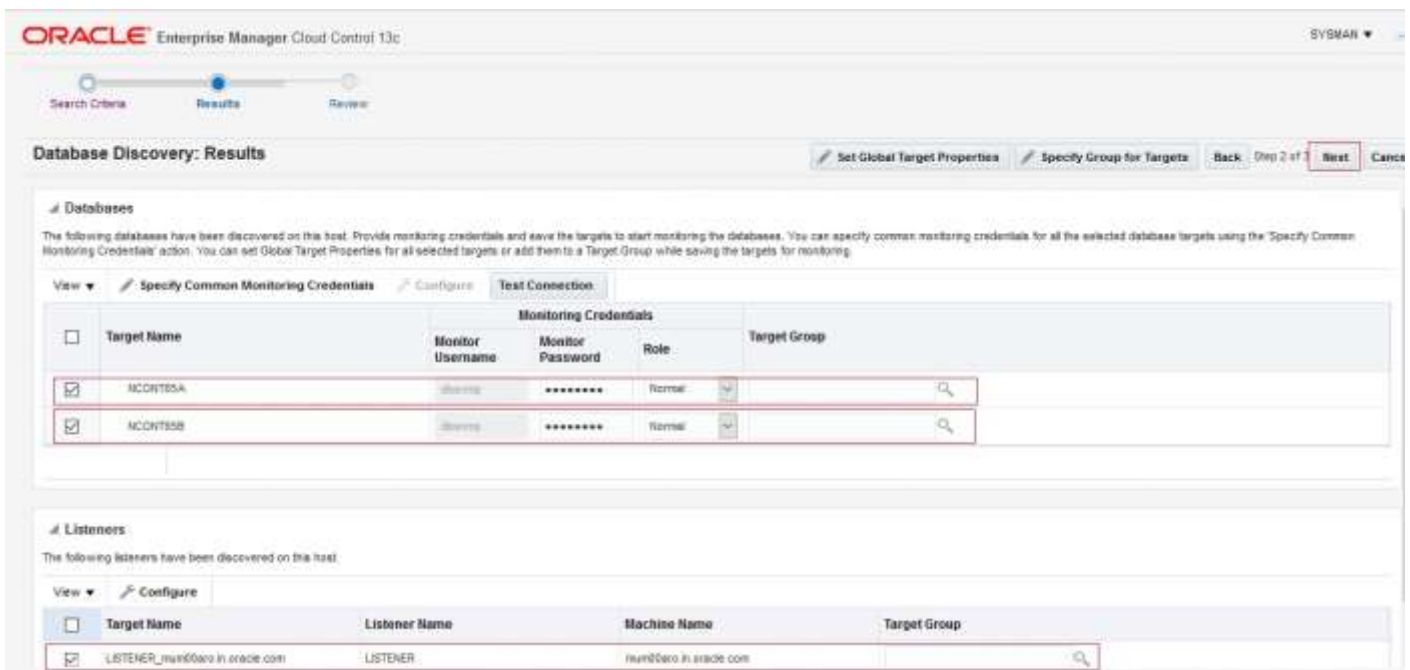 ORACLE Enterprise Manager Cloud Control 13c
SYSMAN
Search Criteria
Results
Review
Database Discovery: Results
Set Global Target Properties
Specify Group for Targets
Back
Step 2 of 3
Next
Cance
Databases
The following databases have been discovered on this host. Provide monitoring credentials and save the targets to start monitoring the databases. You can specify common monitoring credentials for all the selected database targets using the 'Specify Common
Monitoring Credentials' action. You can set Global Target Properties for all selected targets or add them to a Target Group while saving the targets for monitoring.
View
Specify Common Monitoring Credentials
Configure
Test Connection
Monitoring Credentials
Target Name
Monitor
Username
Monitor
Password
Role
Target Group
NCONT65A
••••••••
Normal
NCONT65B
••••••••
Normal
Listeners
The following listeners have been discovered on this host.
View
Configure
Target Name
Listener Name
Machine Name
Target Group
LISTENER